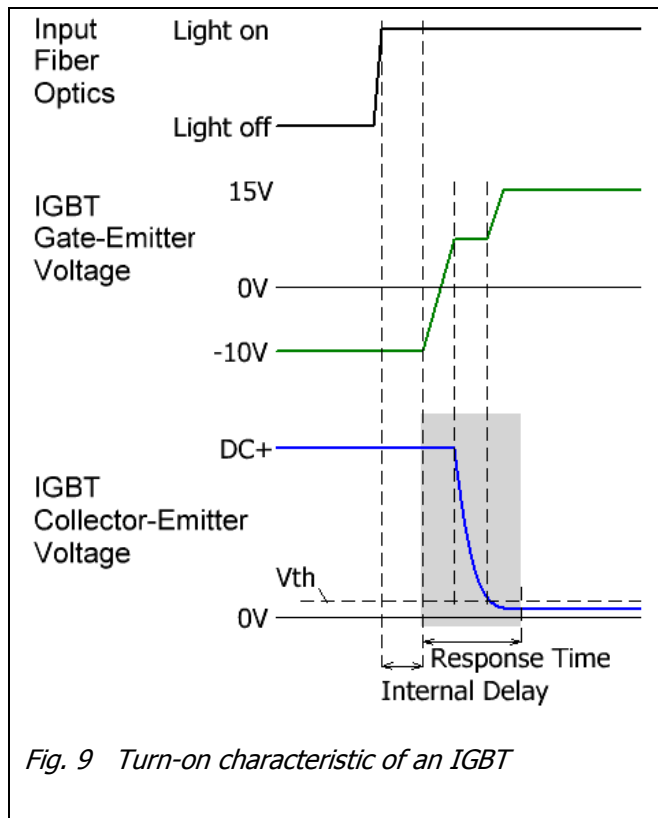 Input
Fiber
Optics
Light on
Light off
IGBT
Gate-Emitter
Voltage
15V
0V
-10V
IGBT
Collector-Emitter
Voltage
DC+
Vth
0V
Response Time
Internal Delay
Fig. 9 Turn-on characteristic of an IGBT